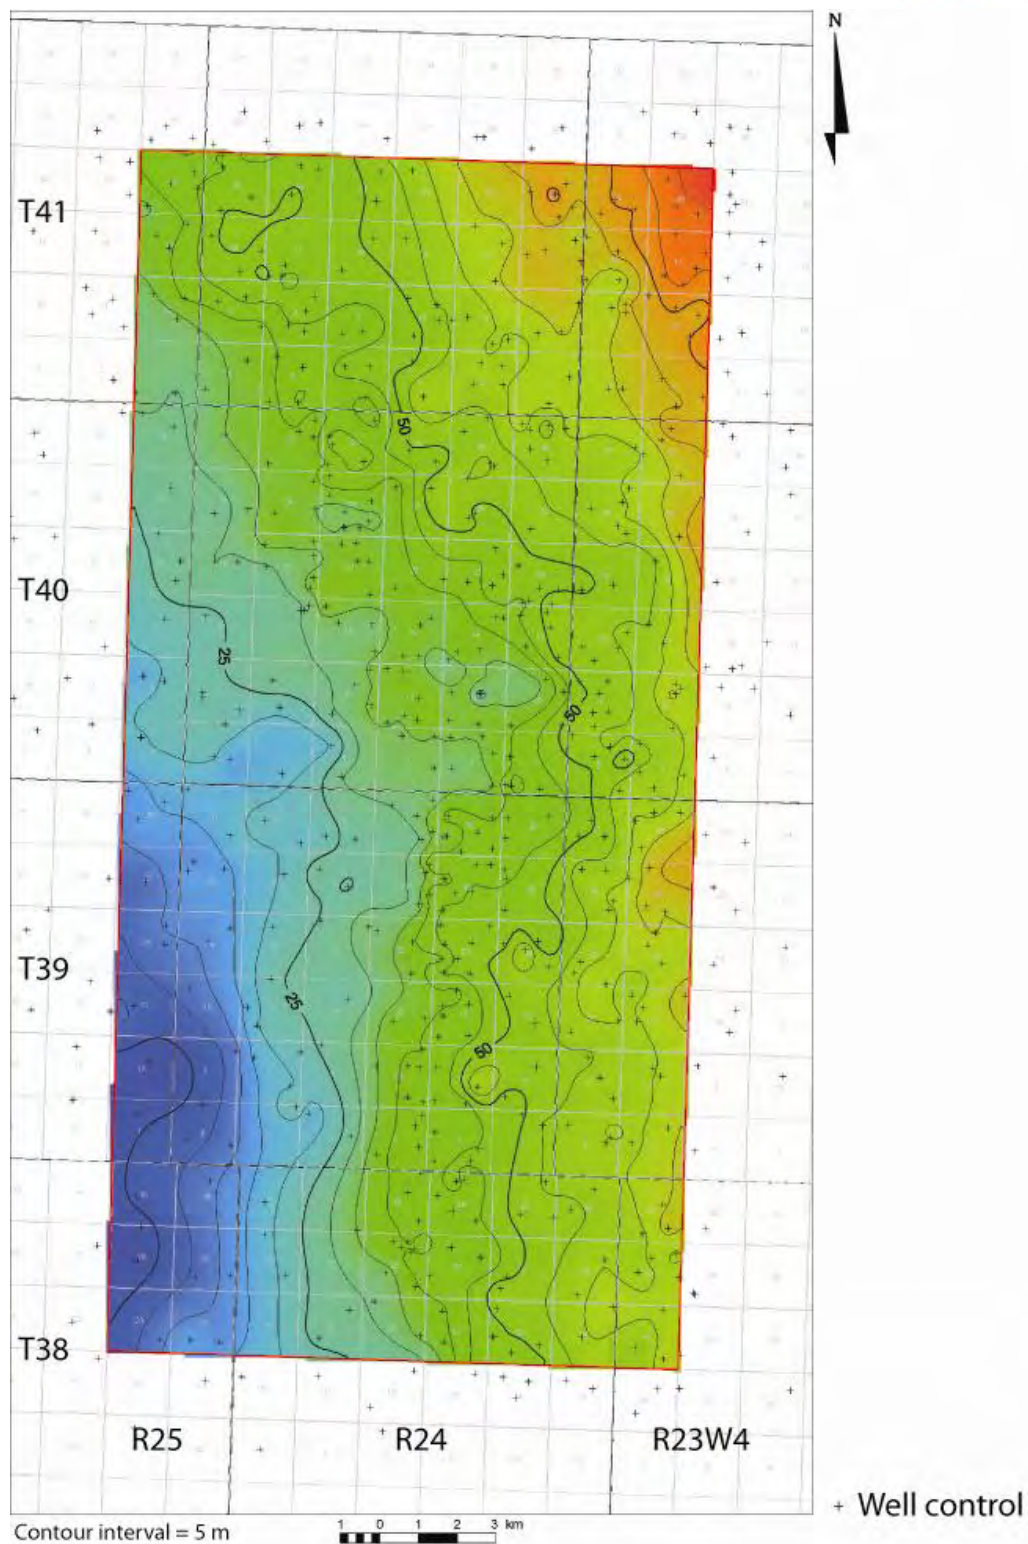 N
T41
50
T40
25
50
T39
25
50
T38
R25 R24 R23W4
+ Well control
Contour interval = 5 m
1 0 1 2 3 km